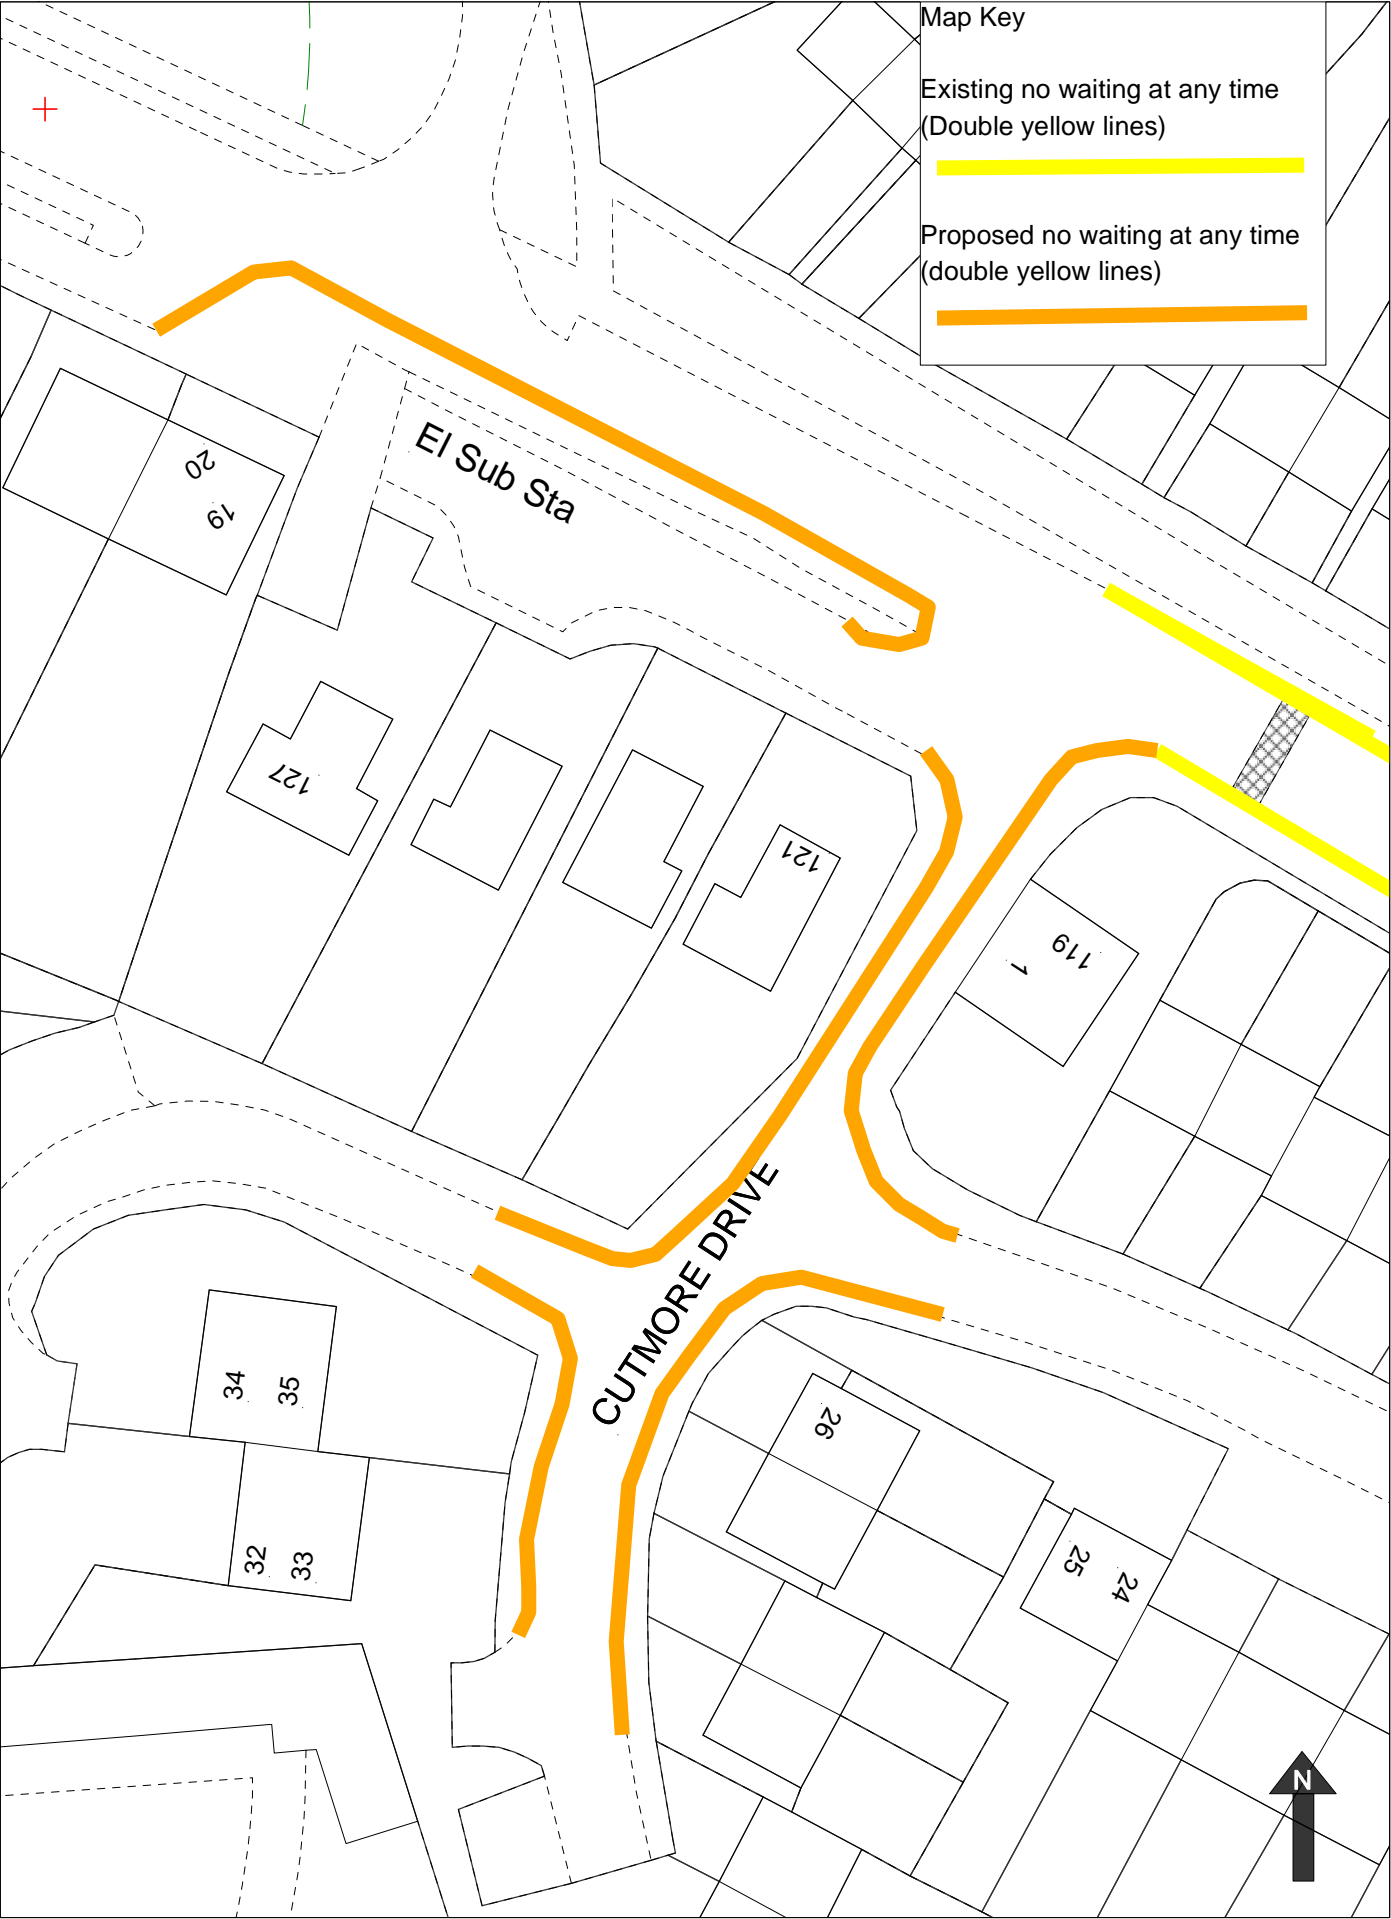 Map Key
Existing no waiting at any time
(Double yellow lines)
Proposed no waiting at any time
(double yellow lines)
El Sub Sta
20
19
127
121
119
1
CUTMORE DRIVE
34
35
32
33
26
25
24
N